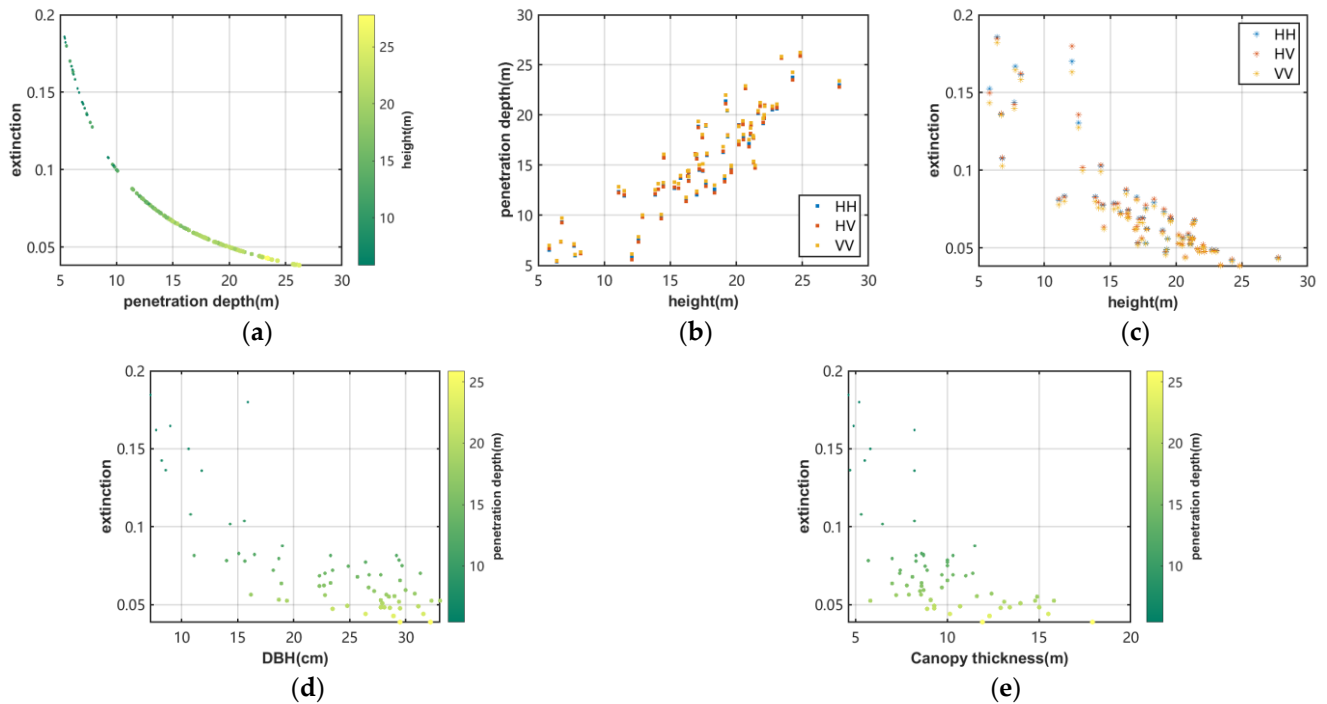 0.2
0.15
0.1
0.05
extinction
5
10
15
20
25
30
penetration depth(m)
25
20
15
10
height(m)
(a)
30
25
20
15
10
5
penetration depth(m)
HH
HV
VV
5
10
15
20
25
30
height(m)
(b)
0.2
0.15
0.1
0.05
extinction
HH
HV
VV
5
10
15
20
25
30
height(m)
(c)
0.2
0.15
0.1
0.05
extinction
10
15
20
25
30
DBH(cm)
25
20
15
10
penetration depth(m)
(d)
0.2
0.15
0.1
0.05
extinction
5
10
15
20
Canopy thickness(m)
25
20
15
10
penetration depth(m)
(e)